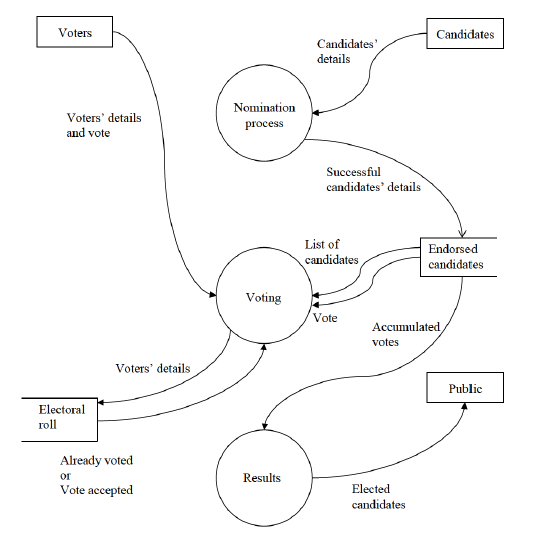 Voters
Candidates
Candidates’
details
Nomination
process
Voters’ details
and vote
Successful
candidates’ details
List of
candidates
Endorsed
candidates
Voting
Vote
Accumulated
votes
Voters’ details
Public
Electoral
roll
Already voted
or
Vote accepted
Results
Elected
candidates